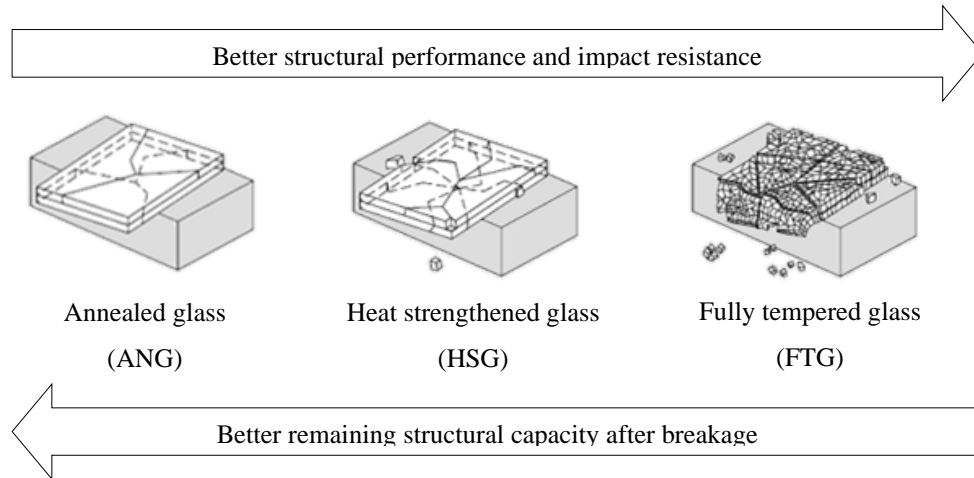 Better structural performance and impact resistance
Annealed glass
(ANG)
Heat strengthened glass
(HSG)
Fully tempered glass
(FTG)
Better remaining structural capacity after breakage